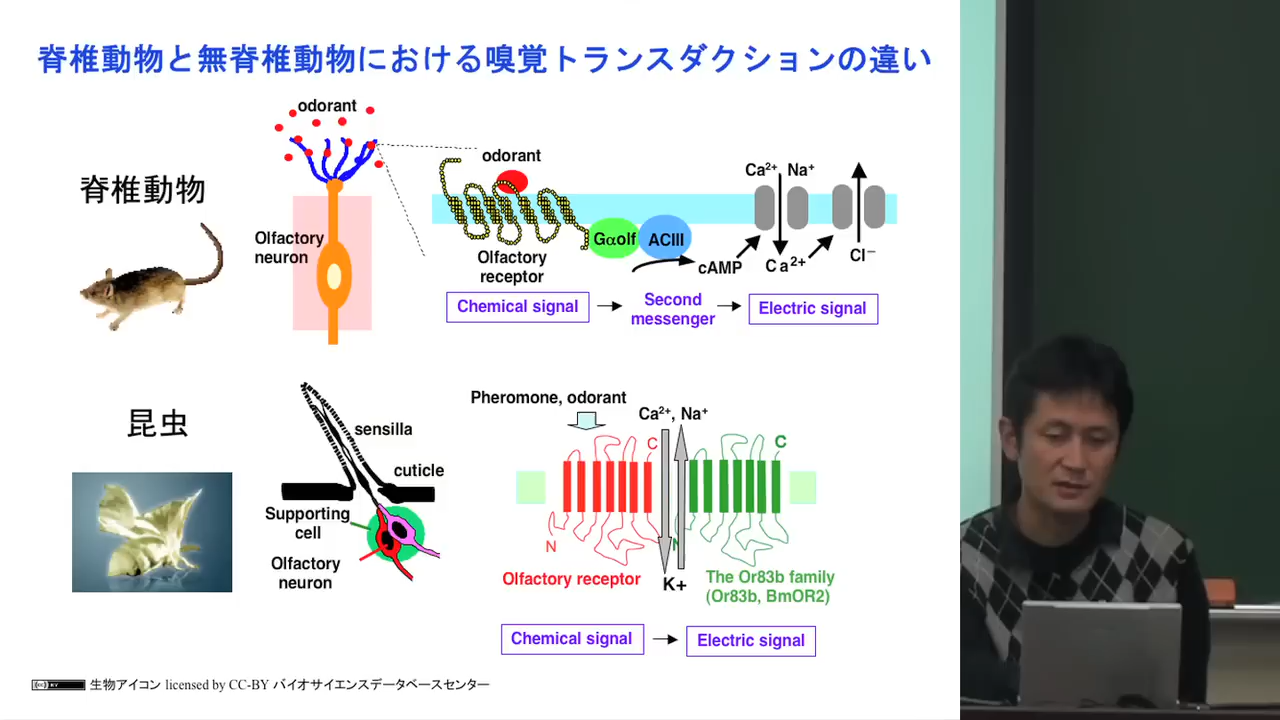 脊椎動物と無脊椎動物における嗅覚トランスダクションの違い
脊椎動物
odorant
Olfactory
neuron
odorant
Olfactory
receptor
Gαolf
ACIII
cAMP
Ca²⁺
Na⁺
Ca²⁺
Cl⁻
Chemical signal
Second
messenger
Electric signal
昆虫
sensilla
cuticle
Supporting
cell
Olfactory
neuron
Pheromone, odorant
Ca²⁺, Na⁺
C
C
N
N
K+
Olfactory receptor
The Or83b family
(Or83b, BmOR2)
Chemical signal
Electric signal
生物アイコン licensed by CC-BY バイオサイエンスデータベースセンター